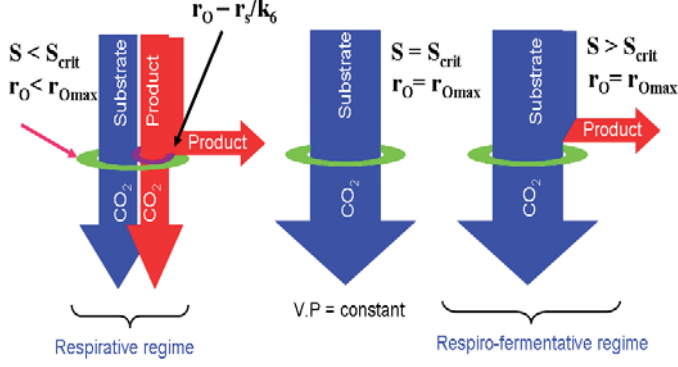 r_O – r_s/k_6
S < S_crit
r_O < r_Omax
Substrate
Product
Product
CO_2
CO_2
S = S_crit
r_O = r_Omax
Substrate
CO_2
S > S_crit
r_O = r_Omax
Substrate
Product
CO_2
V.P = constant
Respirative regime
Respiro-fermentative regime